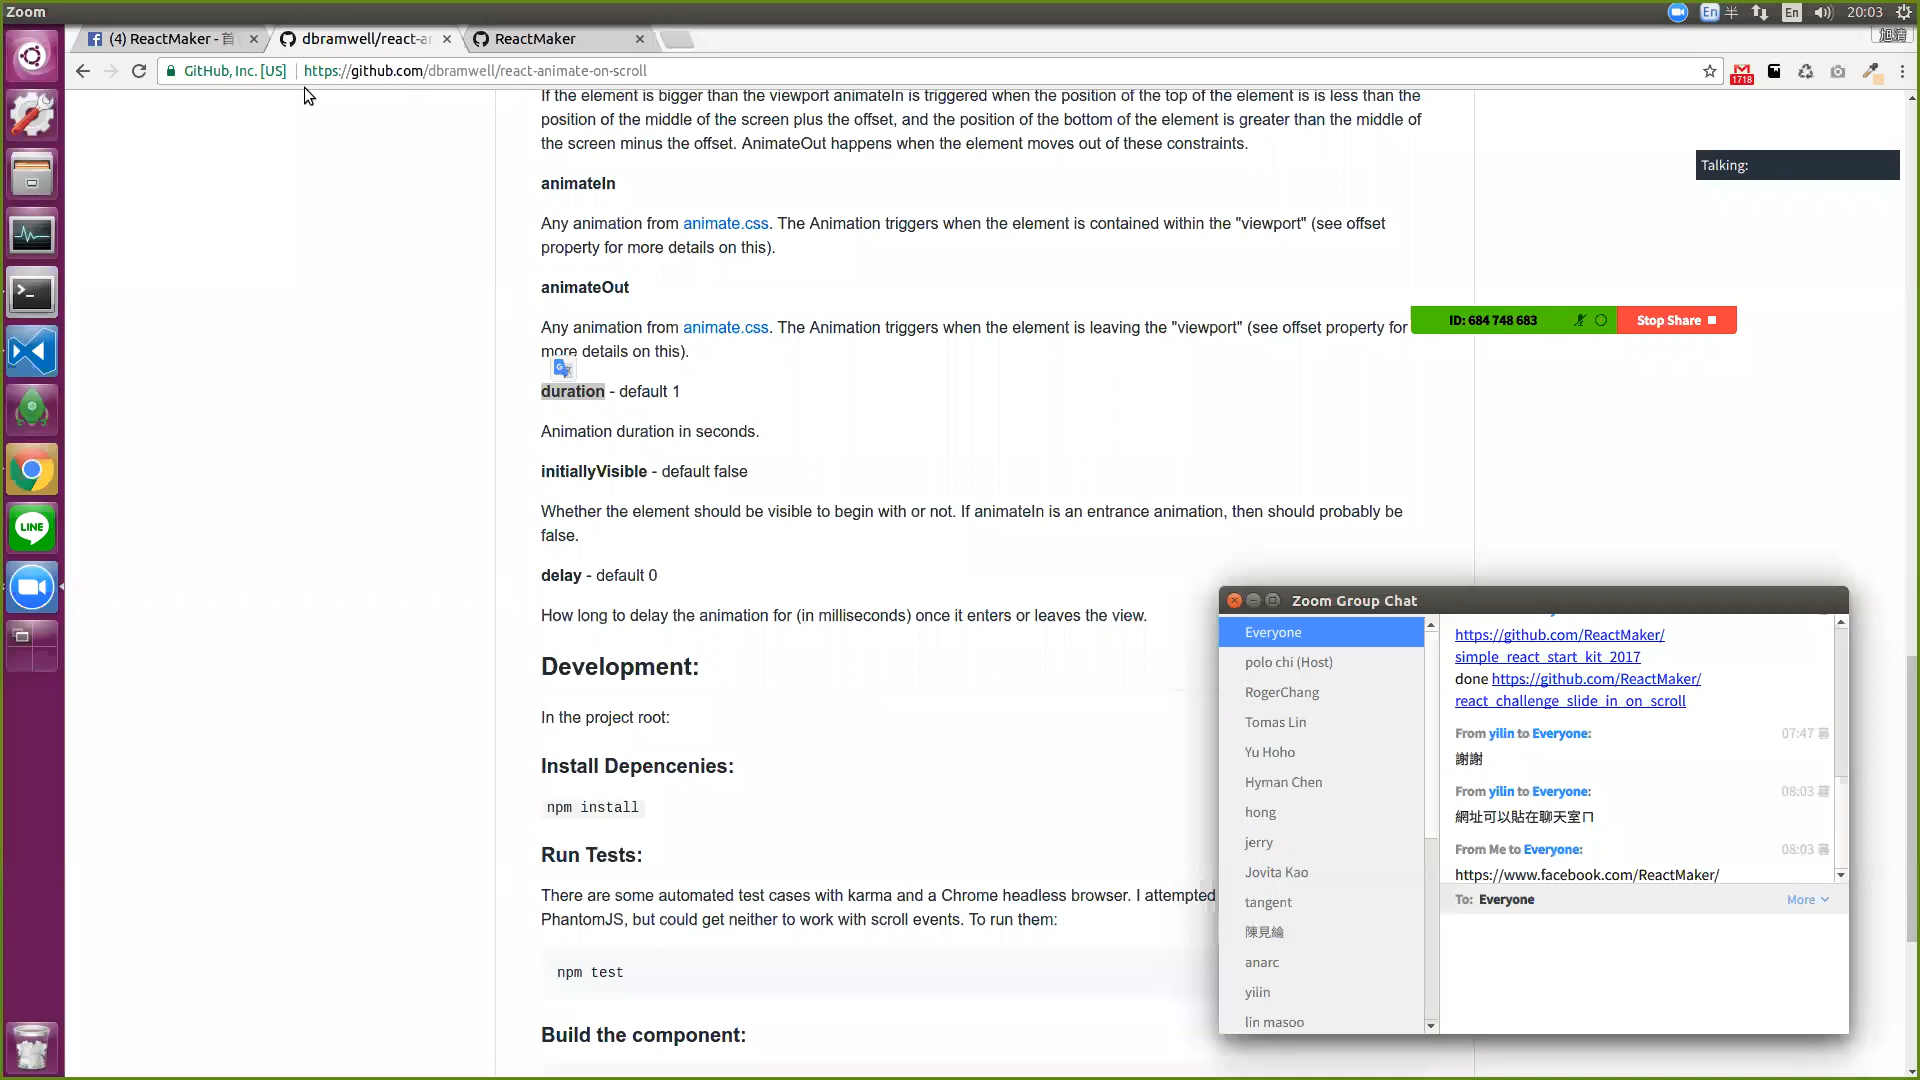 Zoom
En 半 En 20:03
(4) ReactMaker - 首
dbramwell/react-a
ReactMaker
旭清
GitHub, Inc. [US]
https://github.com/dbramwell/react-animate-on-scroll
1718
If the element is bigger than the viewport animateIn is triggered when the position of the top of the element is is less than the
position of the middle of the screen plus the offset, and the position of the bottom of the element is greater than the middle of
the screen minus the offset. AnimateOut happens when the element moves out of these constraints.
Talking:
animateIn
Any animation from animate.css. The Animation triggers when the element is contained within the "viewport" (see offset
property for more details on this).
animateOut
Any animation from animate.css. The Animation triggers when the element is leaving the "viewport" (see offset property for
more details on this).
ID: 684 748 683
Stop Share
duration - default 1
Animation duration in seconds.
initiallyVisible - default false
Whether the element should be visible to begin with or not. If animateIn is an entrance animation, then should probably be
false.
delay - default 0
How long to delay the animation for (in milliseconds) once it enters or leaves the view.
Development:
In the project root:
Install Depencenies:
npm install
Run Tests:
There are some automated test cases with karma and a Chrome headless browser. I attempted
PhantomJS, but could get neither to work with scroll events. To run them:
npm test
Build the component:
LINE
Zoom Group Chat
Everyone
polo chi (Host)
RogerChang
Tomas Lin
Yu Hoho
Hyman Chen
hong
jerry
Jovita Kao
tangent
陳見綸
anarc
yilin
lin masoo
https://github.com/ReactMaker/
simple_react_start_kit_2017
done https://github.com/ReactMaker/
react_challenge_slide_in_on_scroll
From yilin to Everyone: 07:47
謝謝
From yilin to Everyone: 08:03
網址可以貼在聊天室ㄇ
From Me to Everyone: 08:03
https://www.facebook.com/ReactMaker/
To: Everyone
More